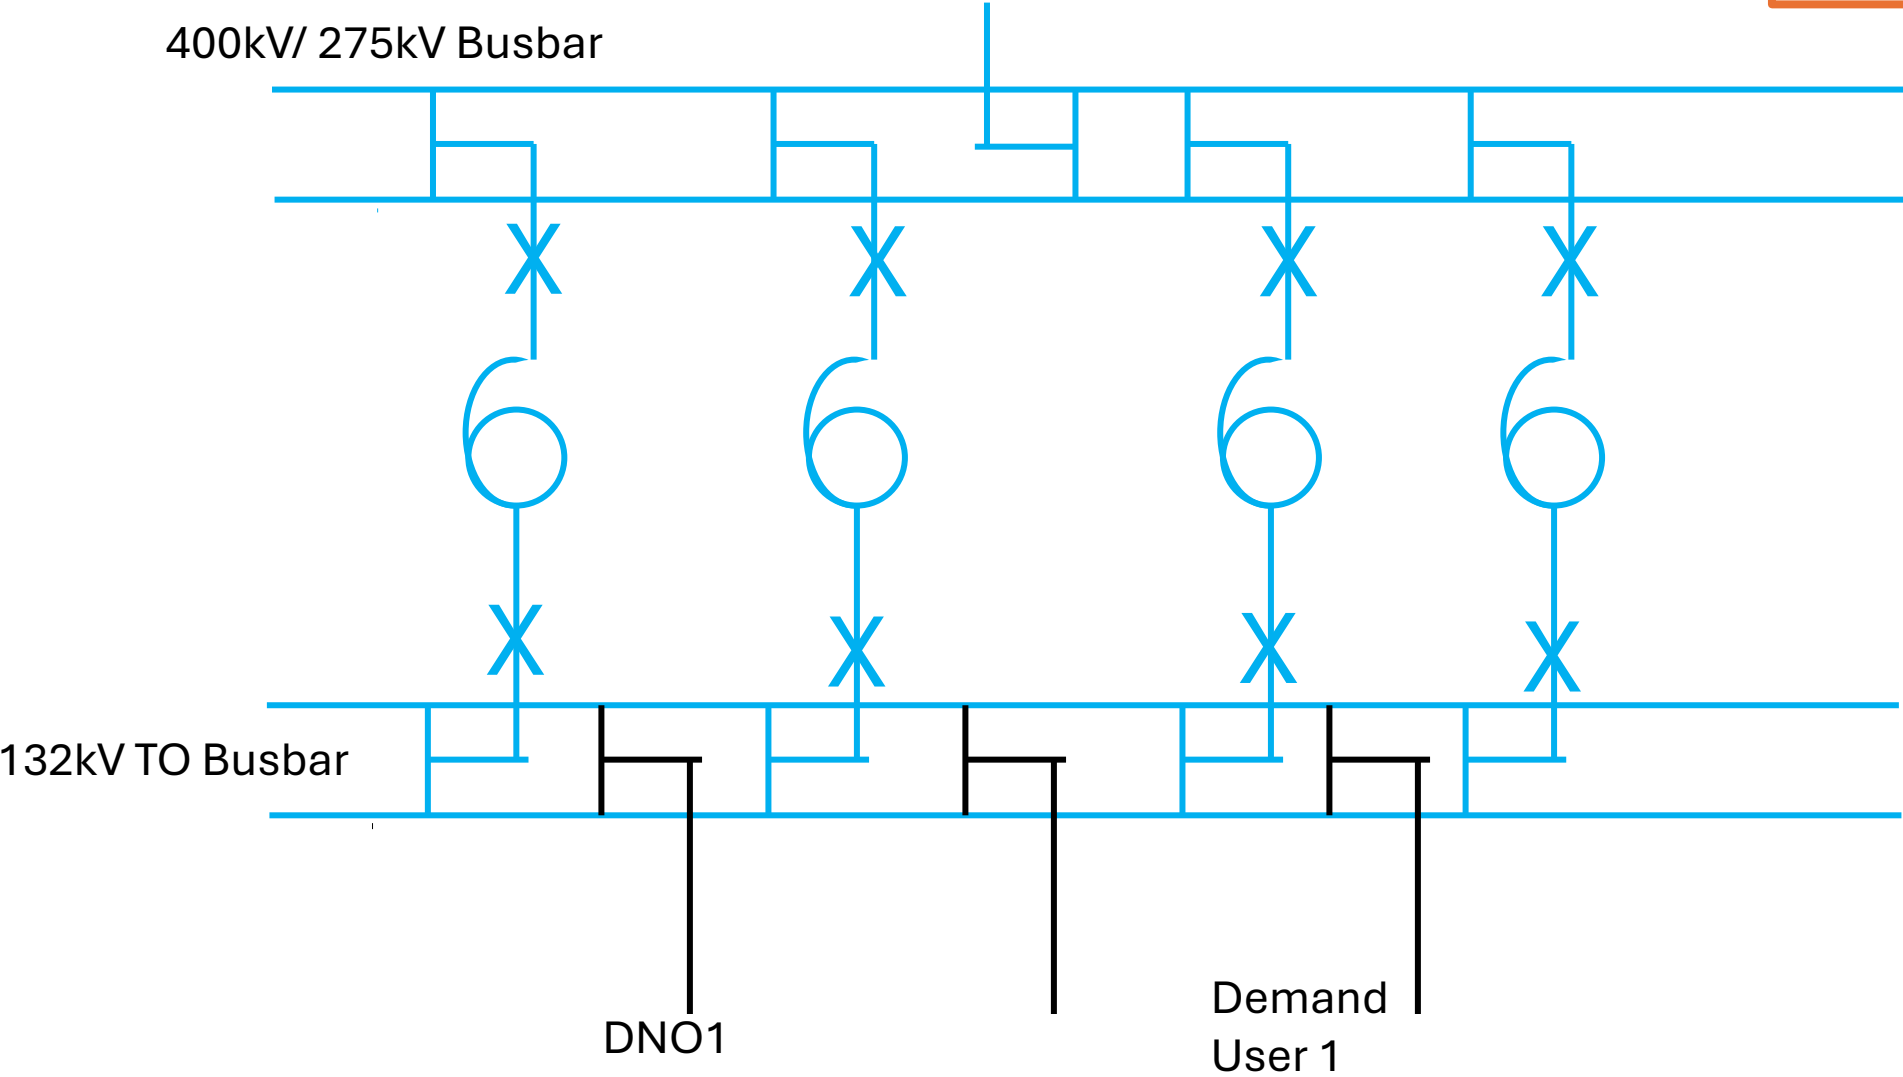 400kV/ 275kV Busbar
132kV TO Busbar
Demand
User 1
DNO1